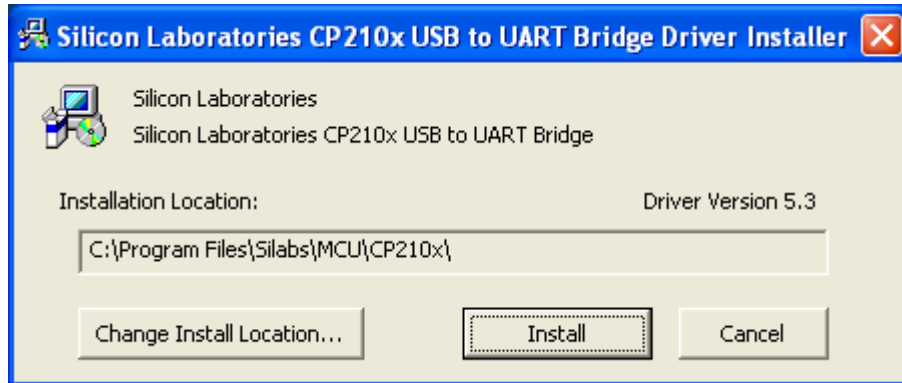 Silicon Laboratories CP210x USB to UART Bridge Driver Installer
Silicon Laboratories
Silicon Laboratories CP210x USB to UART Bridge
Installation Location:
Driver Version 5.3
C:\Program Files\Silabs\MCU\CP210x\
Change Install Location...
Install
Cancel